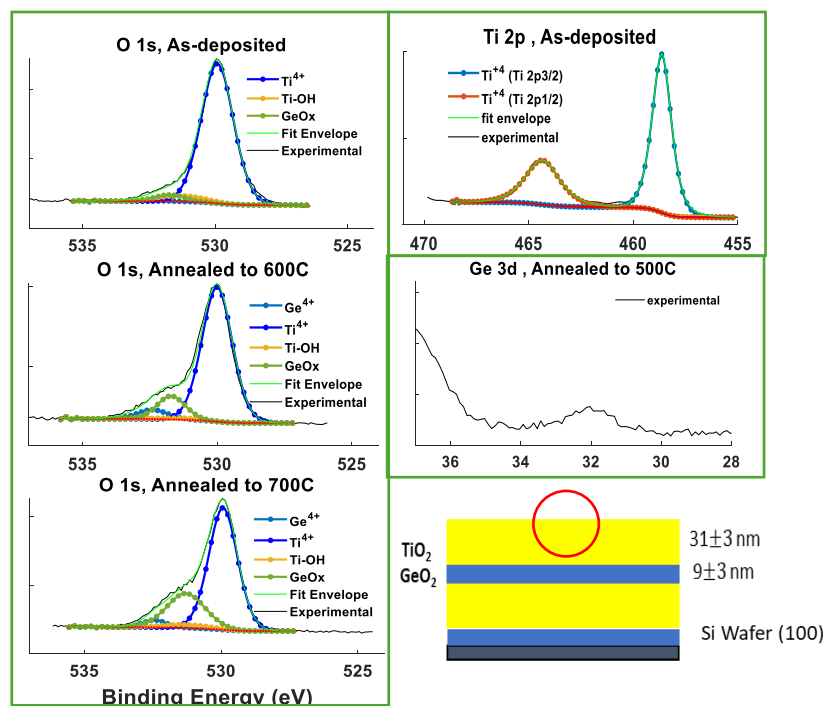 O 1s, As-deposited
Ti4+
Ti-OH
GeOx
Fit Envelope
Experimental
535
530
525
O 1s, Annealed to 600C
Ge4+
Ti4+
Ti-OH
GeOx
Fit Envelope
Experimental
535
530
525
O 1s, Annealed to 700C
Ge4+
Ti4+
Ti-OH
GeOx
Fit Envelope
Experimental
535
530
525
Binding Energy (eV)
Ti 2p , As-deposited
Ti+4 (Ti 2p3/2)
Ti+4 (Ti 2p1/2)
fit envelope
experimental
470
465
460
455
Ge 3d , Annealed to 500C
experimental
36
34
32
30
28
TiO2
GeO2
31±3 nm
9±3 nm
Si Wafer (100)